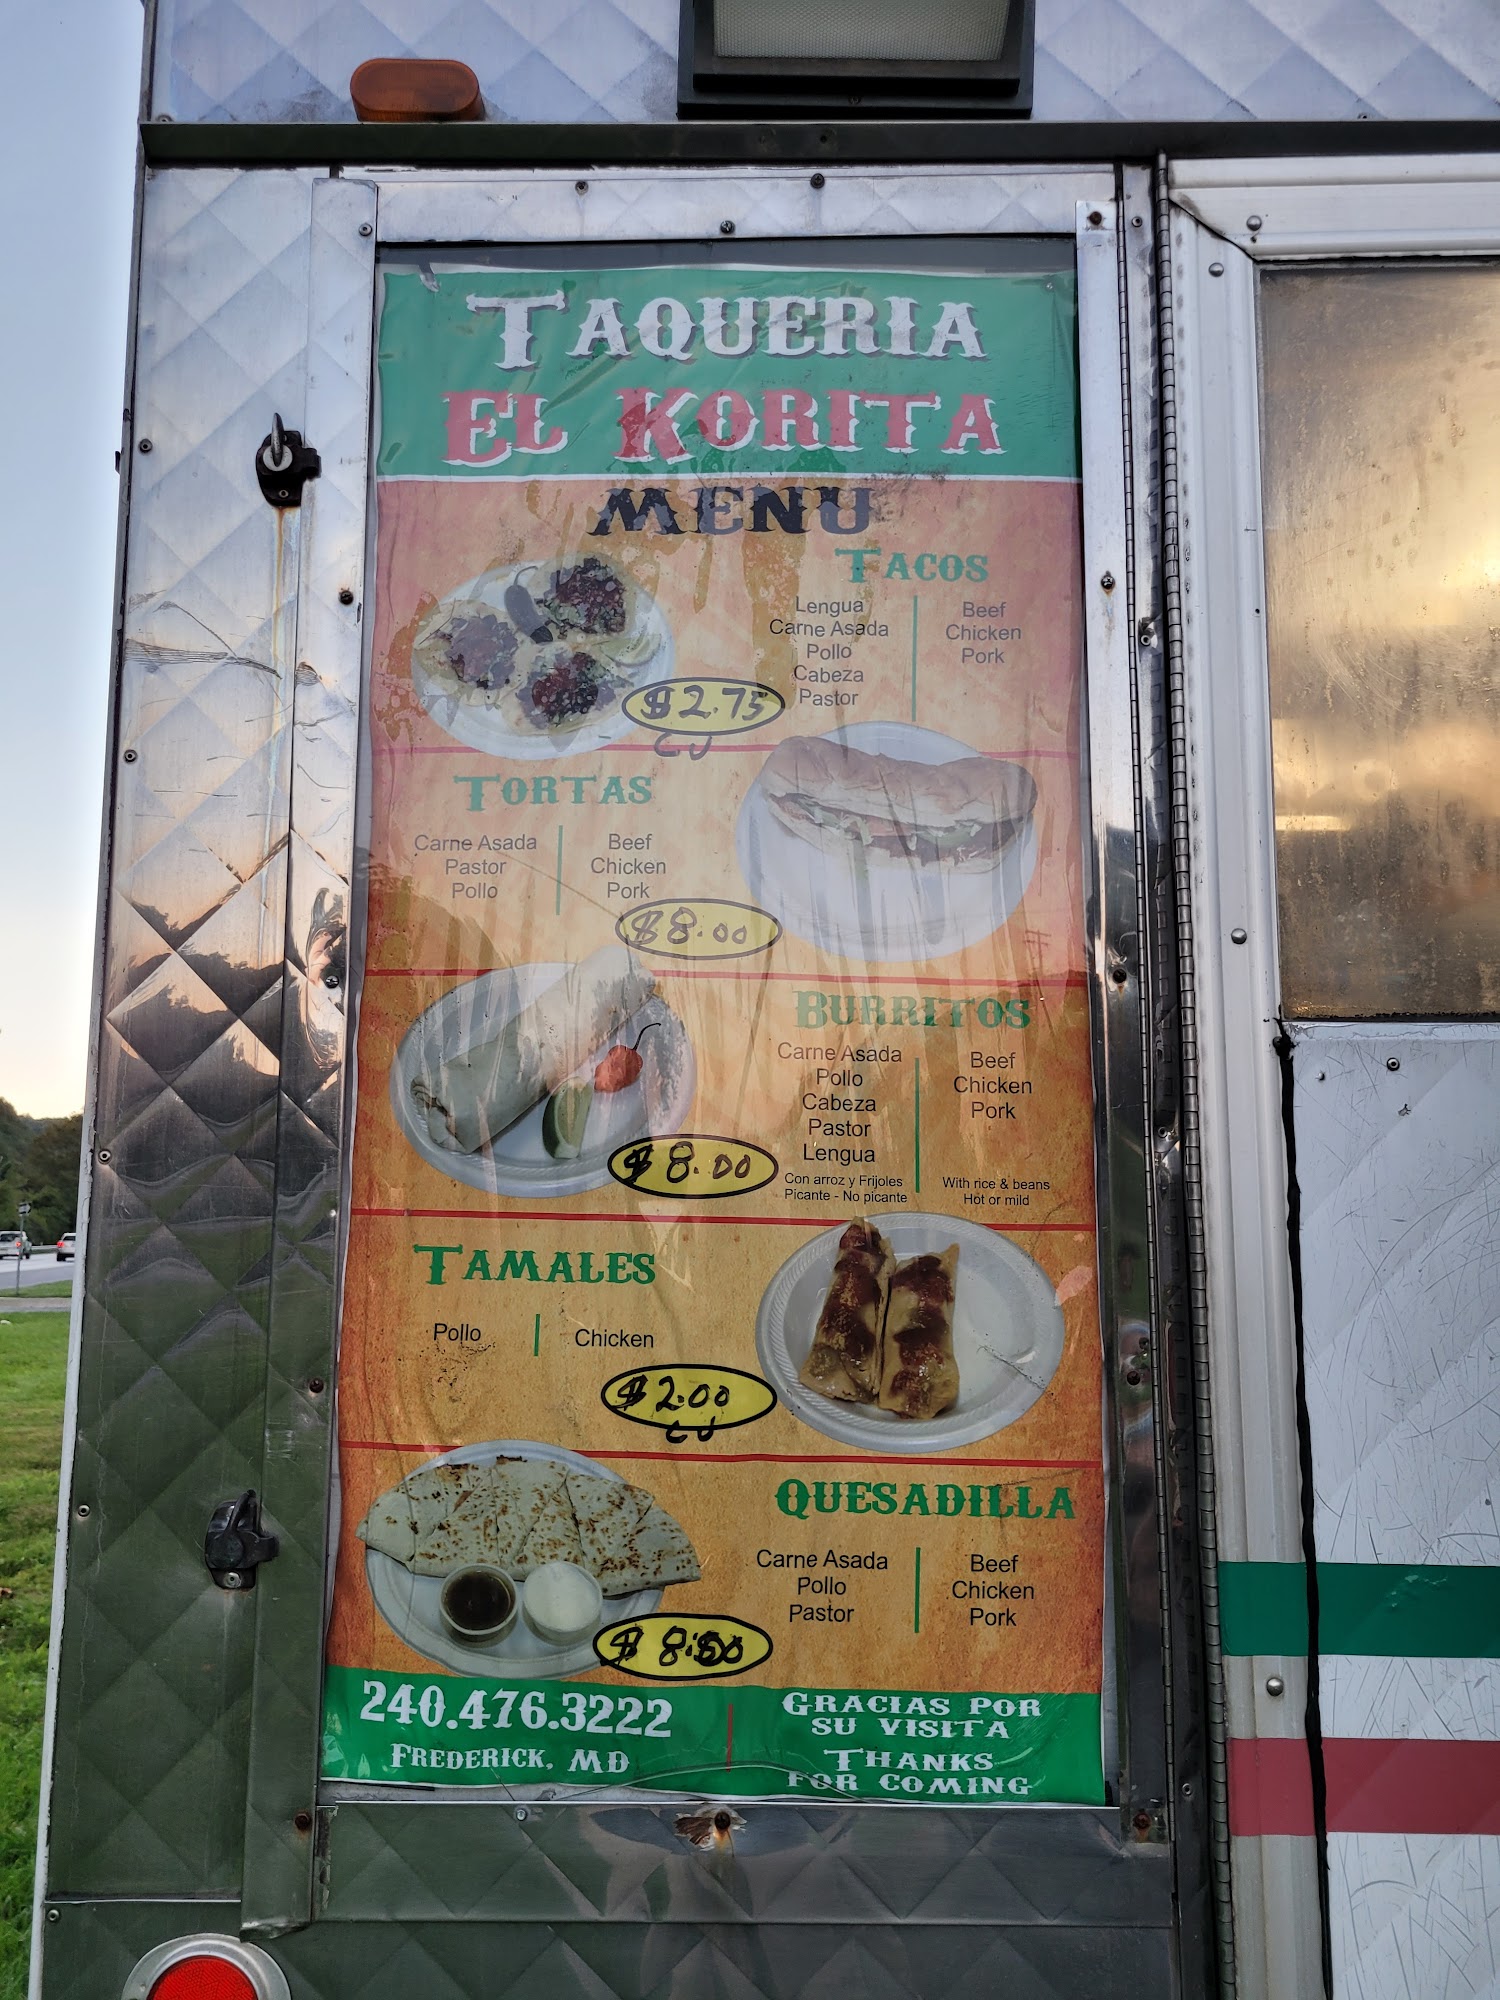 TAQUERIA
EL KORITA
MENU
TACOS
Lengua
Carne Asada
Pollo
Cabeza
Pastor
Beef
Chicken
Pork
$2.75
CU
TORTAS
Carne Asada
Pastor
Pollo
Beef
Chicken
Pork
$8.00
BURRITOS
Carne Asada
Pollo
Cabeza
Pastor
Lengua
Con arroz y Frijoles
Picante - No picante
Beef
Chicken
Pork
With rice & beans
Hot or mild
$8.00
TAMALES
Pollo
Chicken
$2.00
CU
QUESADILLA
Carne Asada
Pollo
Pastor
Beef
Chicken
Pork
240.476.3222
FREDERICK, MD
GRACIAS POR
SU VISITA
THANKS
FOR COMING